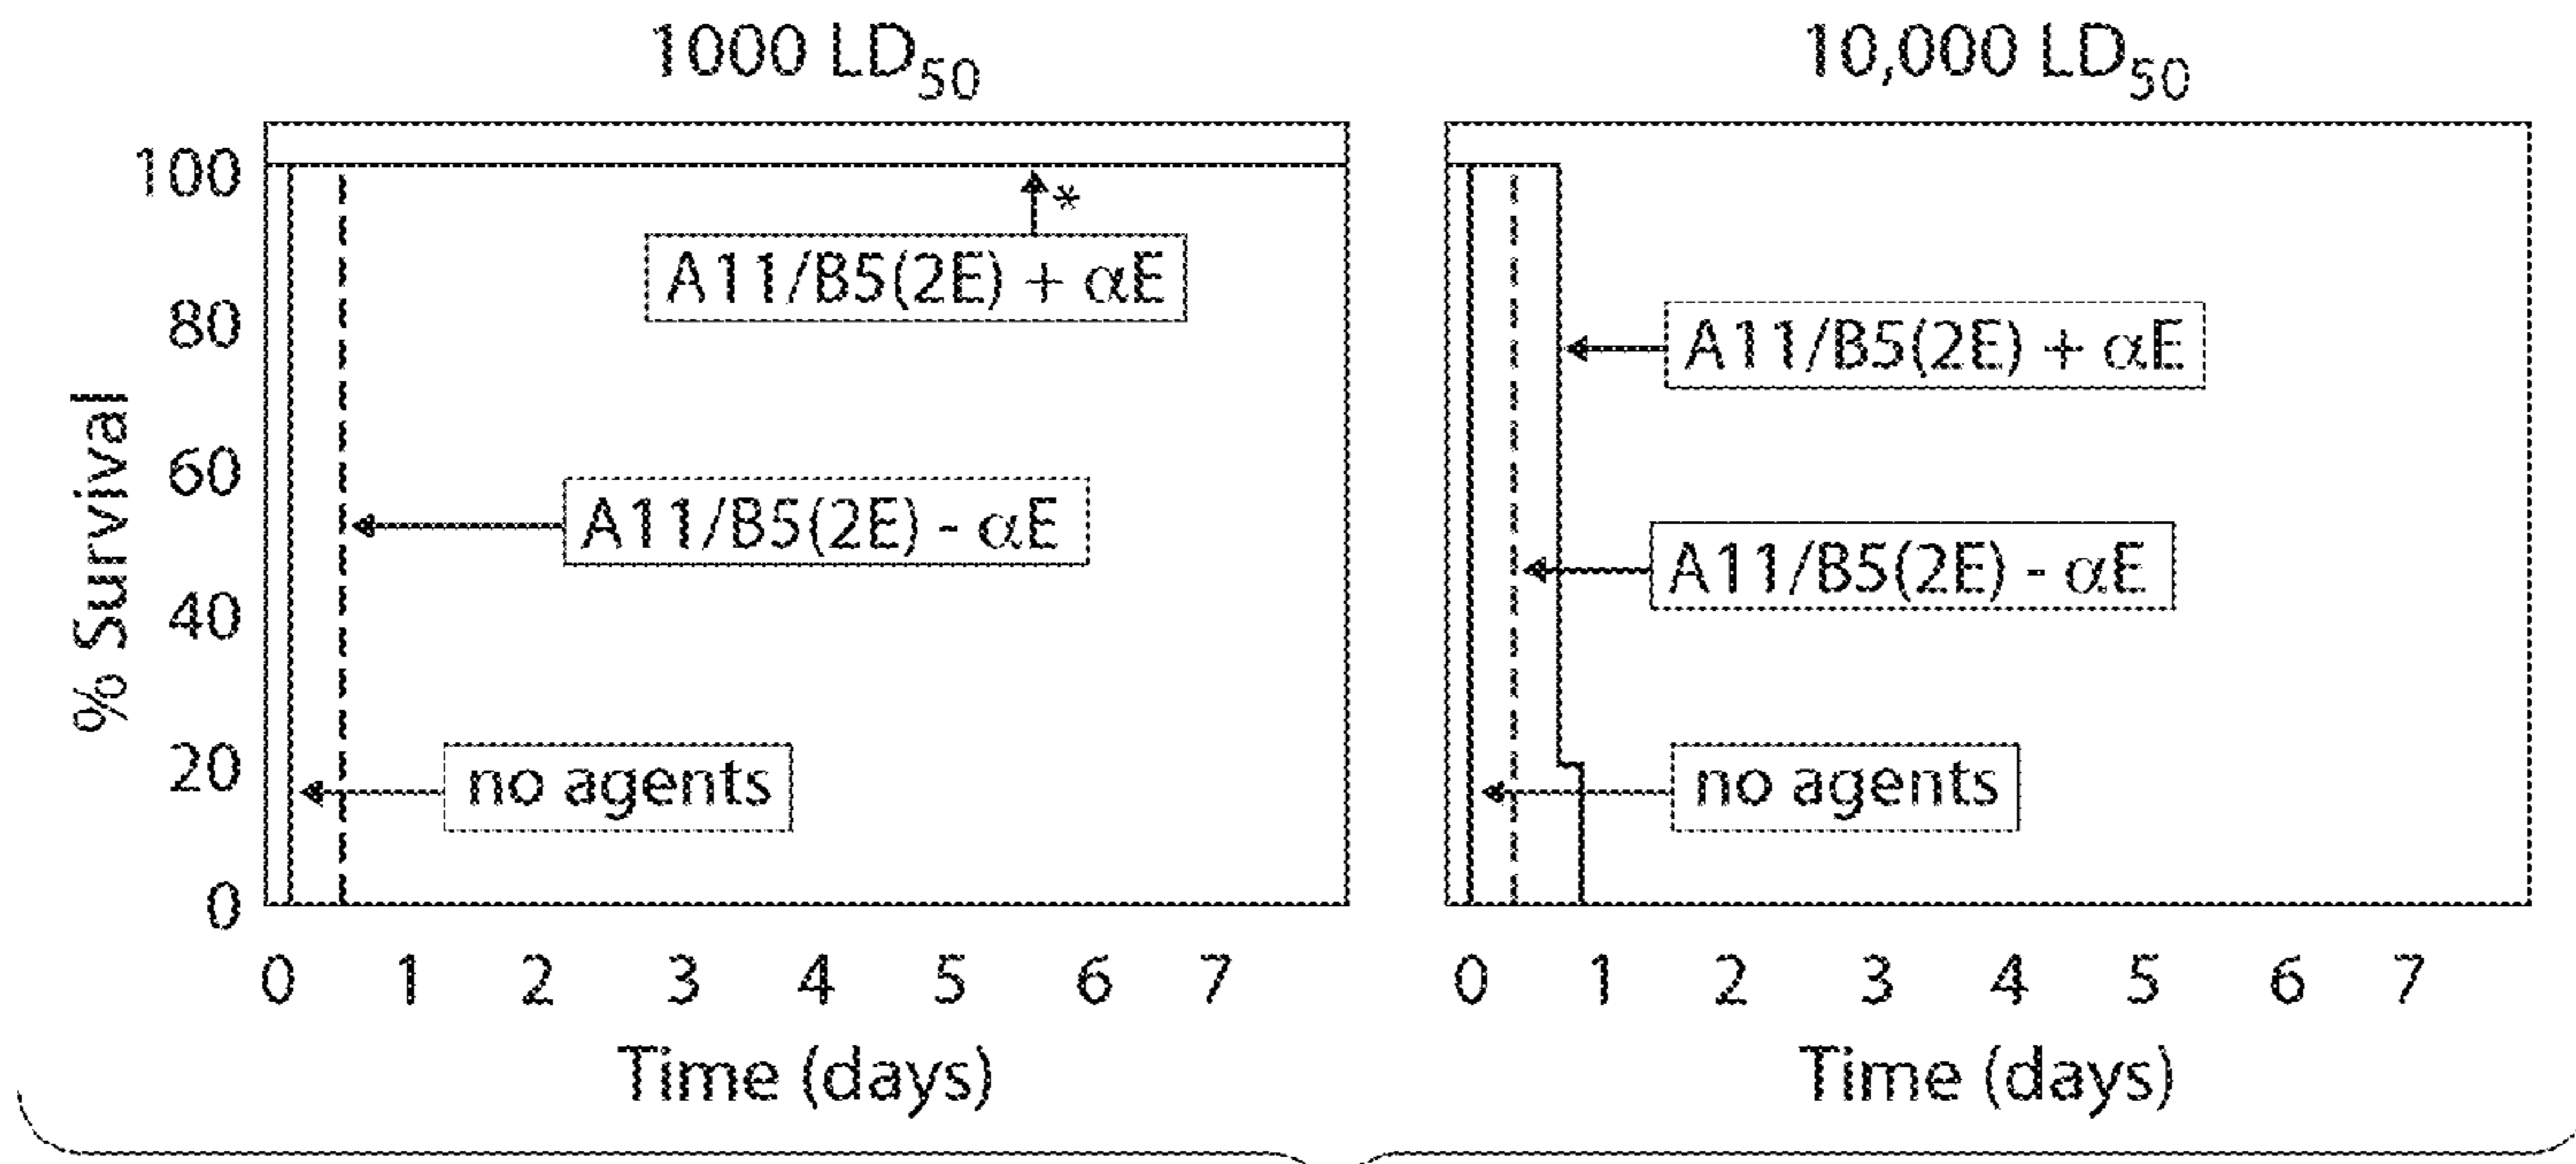 1000 LD50
10,000 LD50
% Survival
100
80
60
40
20
0
A11/B5(2E) + αE
*
A11/B5(2E) - αE
no agents
0 1 2 3 4 5 6 7
Time (days)
A11/B5(2E) + αE
A11/B5(2E) - αE
no agents
0 1 2 3 4 5 6 7
Time (days)